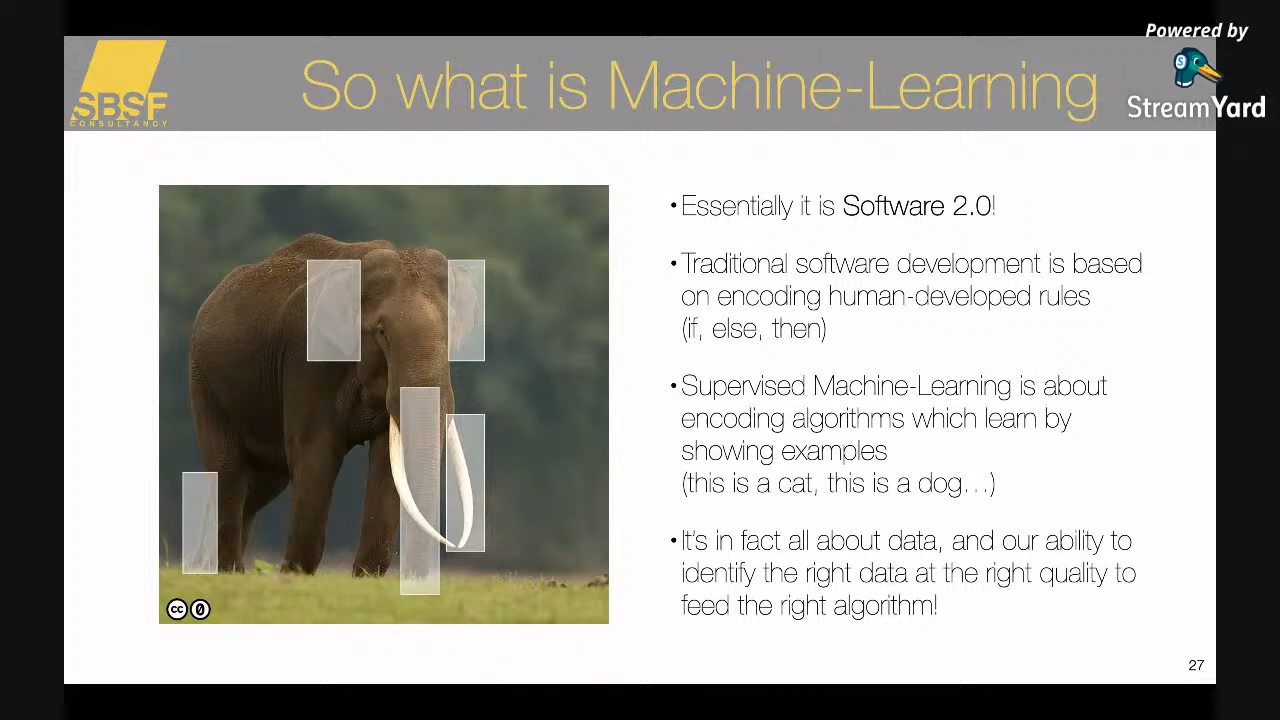 Powered by
StreamYard
SBSF
CONSULTANCY
So what is Machine-Learning
•Essentially it is Software 2.0!
•Traditional software development is based
on encoding human-developed rules
(if, else, then)
•Supervised Machine-Learning is about
encoding algorithms which learn by
showing examples
(this is a cat, this is a dog…)
•It's in fact all about data, and our ability to
identify the right data at the right quality to
feed the right algorithm!
cc 0
27